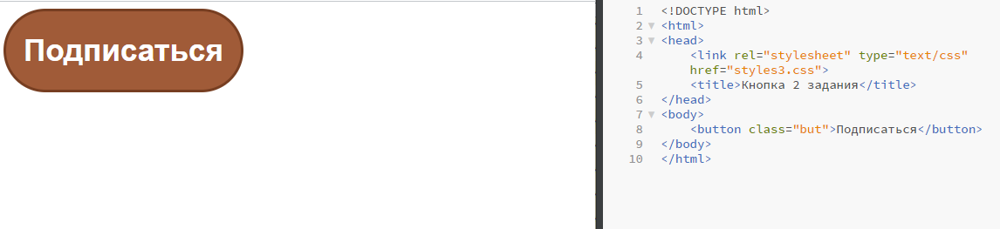 Подписаться
1 <!DOCTYPE html>
2 <html>
3 <head>
4 <link rel="stylesheet" type="text/css"
href="styles3.css">
5 <title>Кнопка 2 задания</title>
6 </head>
7 <body>
8 <button class="but">Подписаться</button>
9 </body>
10 </html>